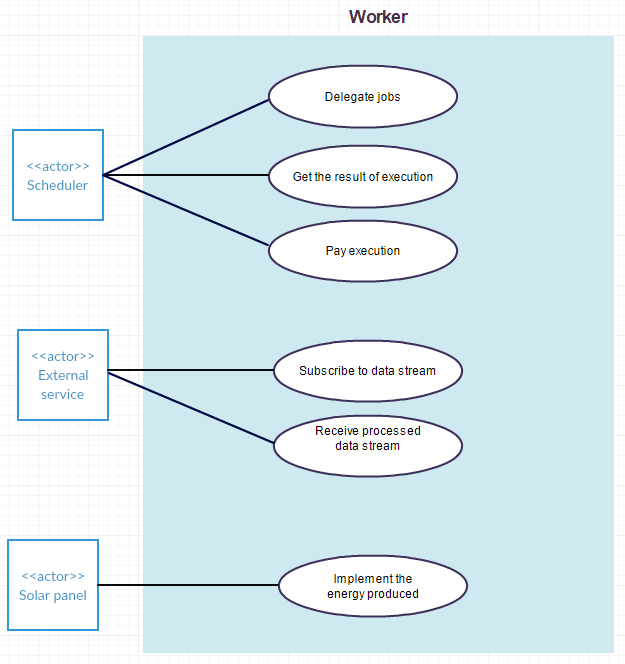 Worker
Delegate jobs
<<actor>>
Scheduler
Get the result of execution
Pay execution
<<actor>>
External
service
Subscribe to data stream
Receive processed
data stream
<<actor>>
Solar panel
Implement the
energy produced